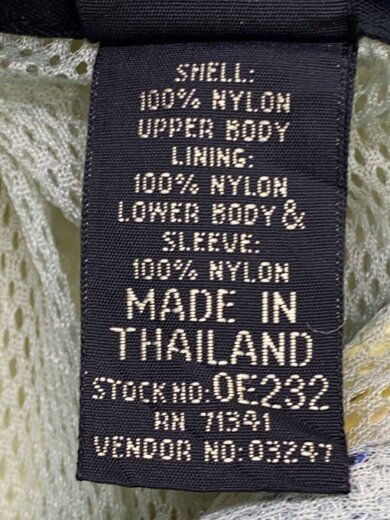 SHELL:
100% NYLON
UPPER BODY
LINING:
100% NYLON
LOWER BODY &
SLEEVE:
100% NYLON
MADE IN
THAILAND
STOCK NO: 0E232
RN 71341
VENDOR NO: 03247